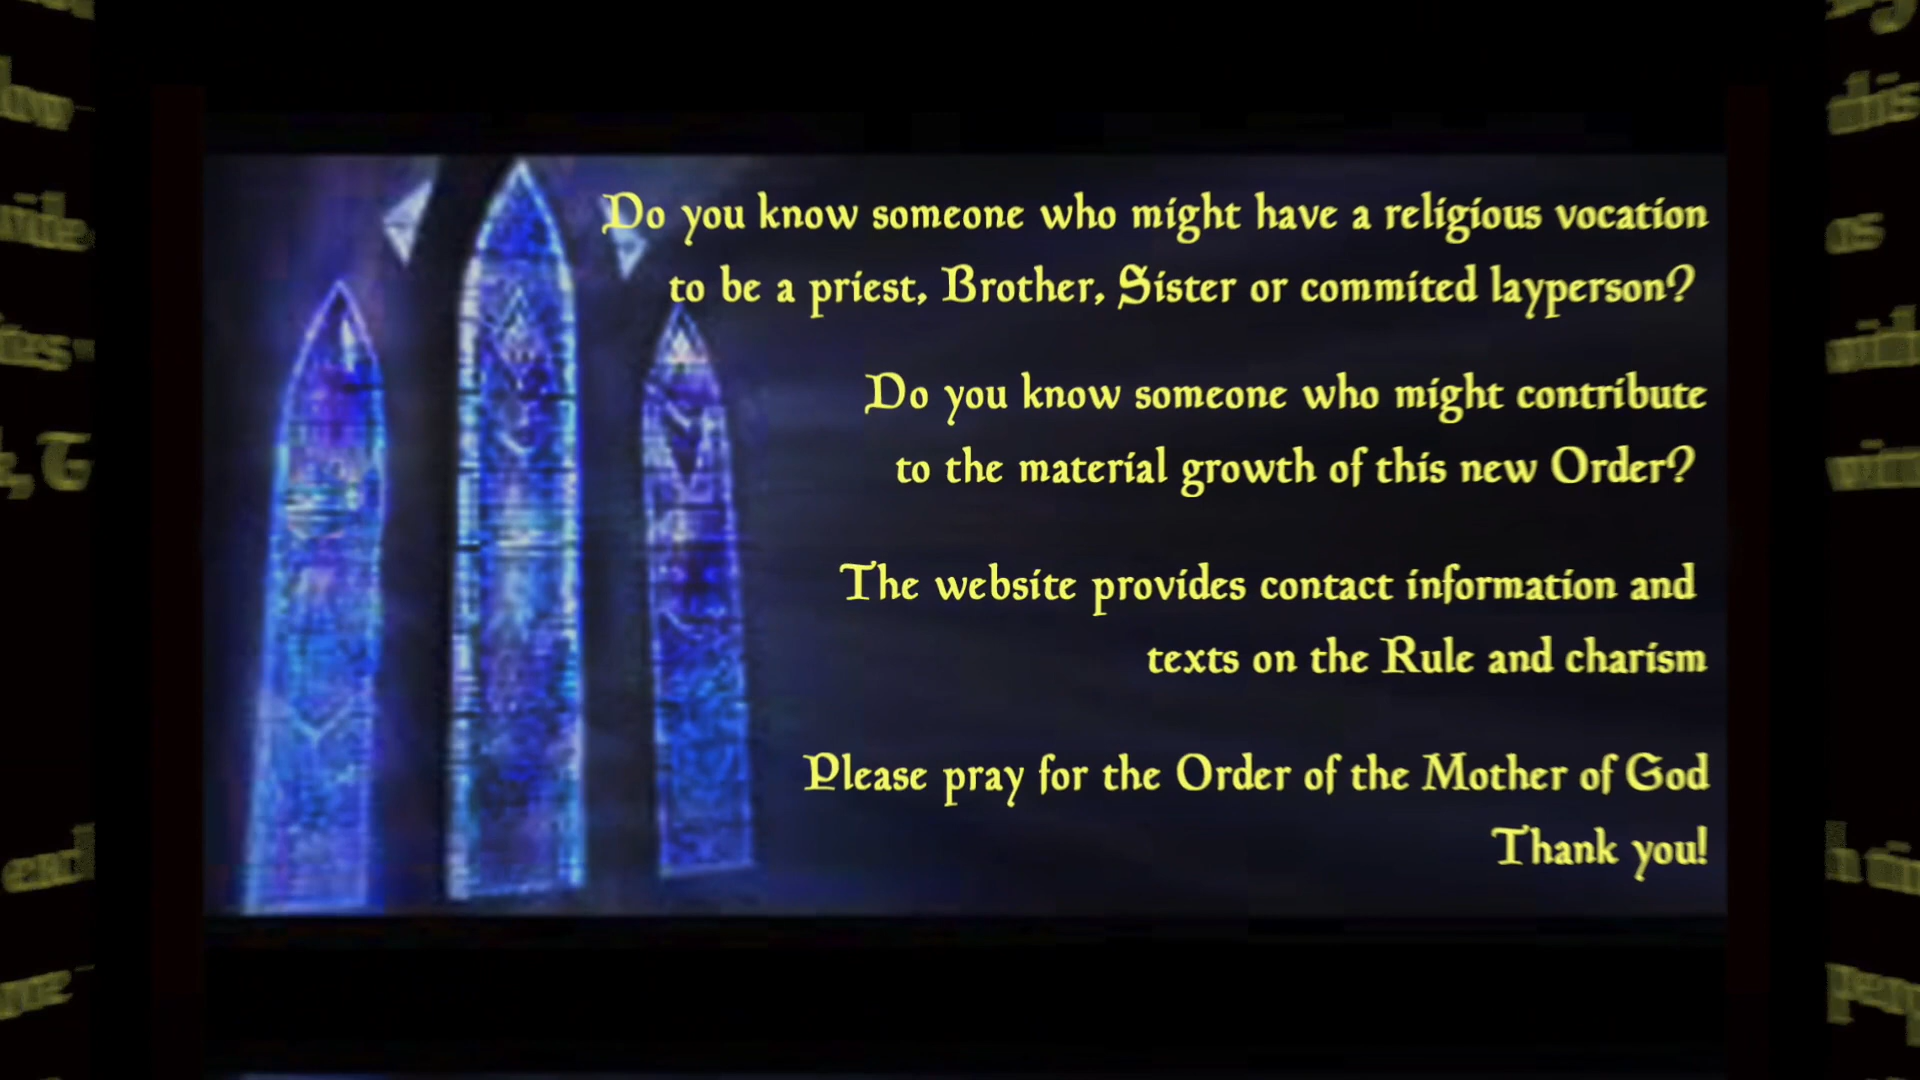 Do you know someone who might have a religious vocation
to be a priest, Brother, Sister or commited layperson?
Do you know someone who might contribute
to the material growth of this new Order?
The website provides contact information and
texts on the Rule and charism
Please pray for the Order of the Mother of God
Thank you!